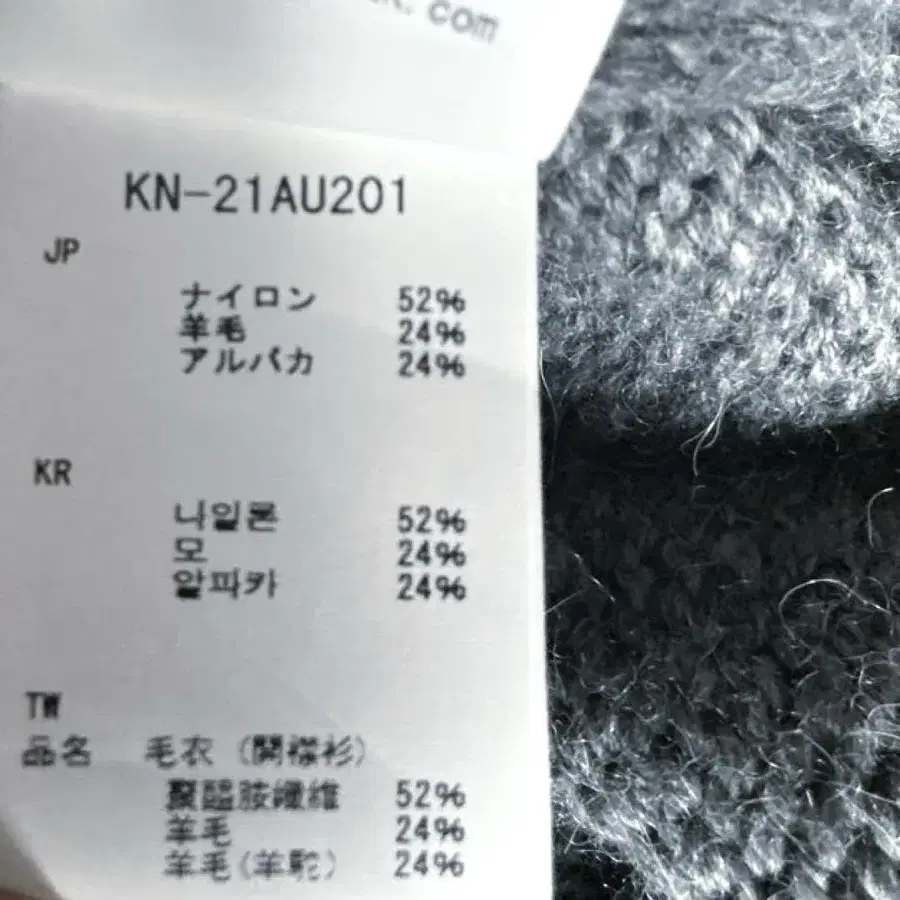 . com
KN-21AU201
JP
ナイロン 52%
羊毛 24%
アルパカ 24%
KR
니일론 52%
모 24%
알파카 24%
TW
品名 毛衣 (開襟衫)
聚醯胺纖維 52%
羊毛 24%
羊毛(羊駝) 24%